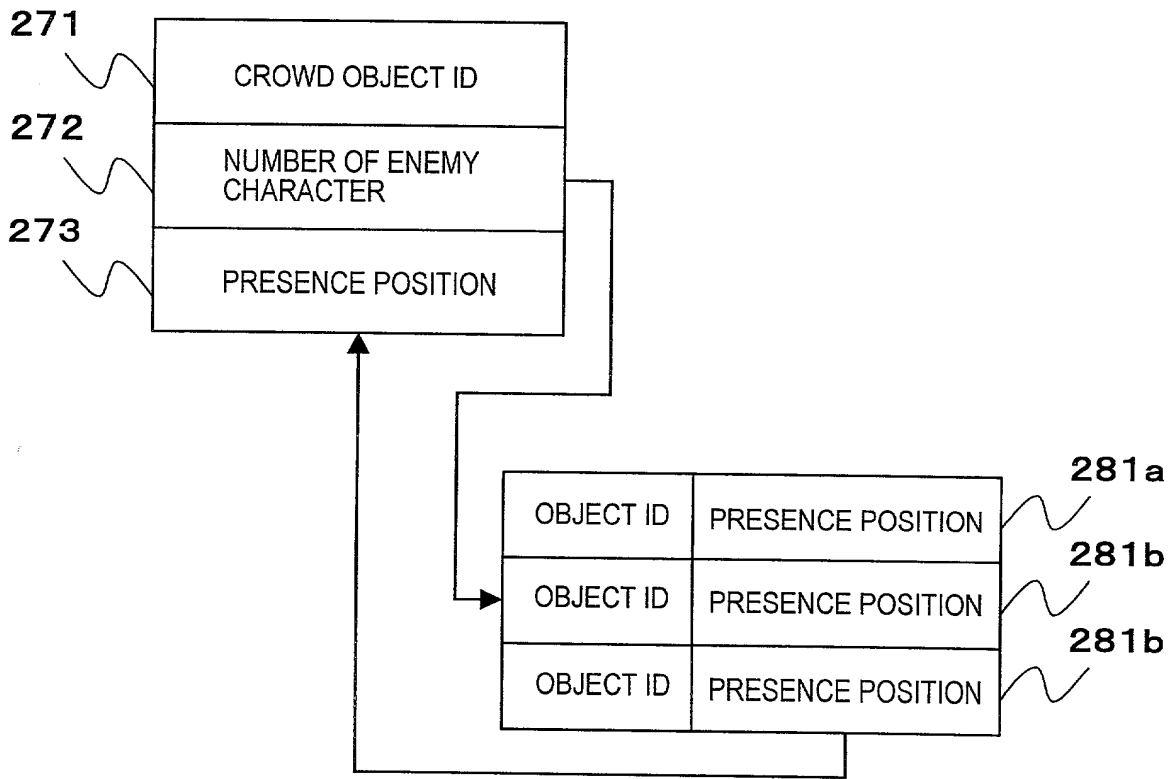 271
CROWD OBJECT ID
272
NUMBER OF ENEMY
CHARACTER
273
PRESENCE POSITION
281a
OBJECT ID PRESENCE POSITION
281b
OBJECT ID PRESENCE POSITION
281b
OBJECT ID PRESENCE POSITION